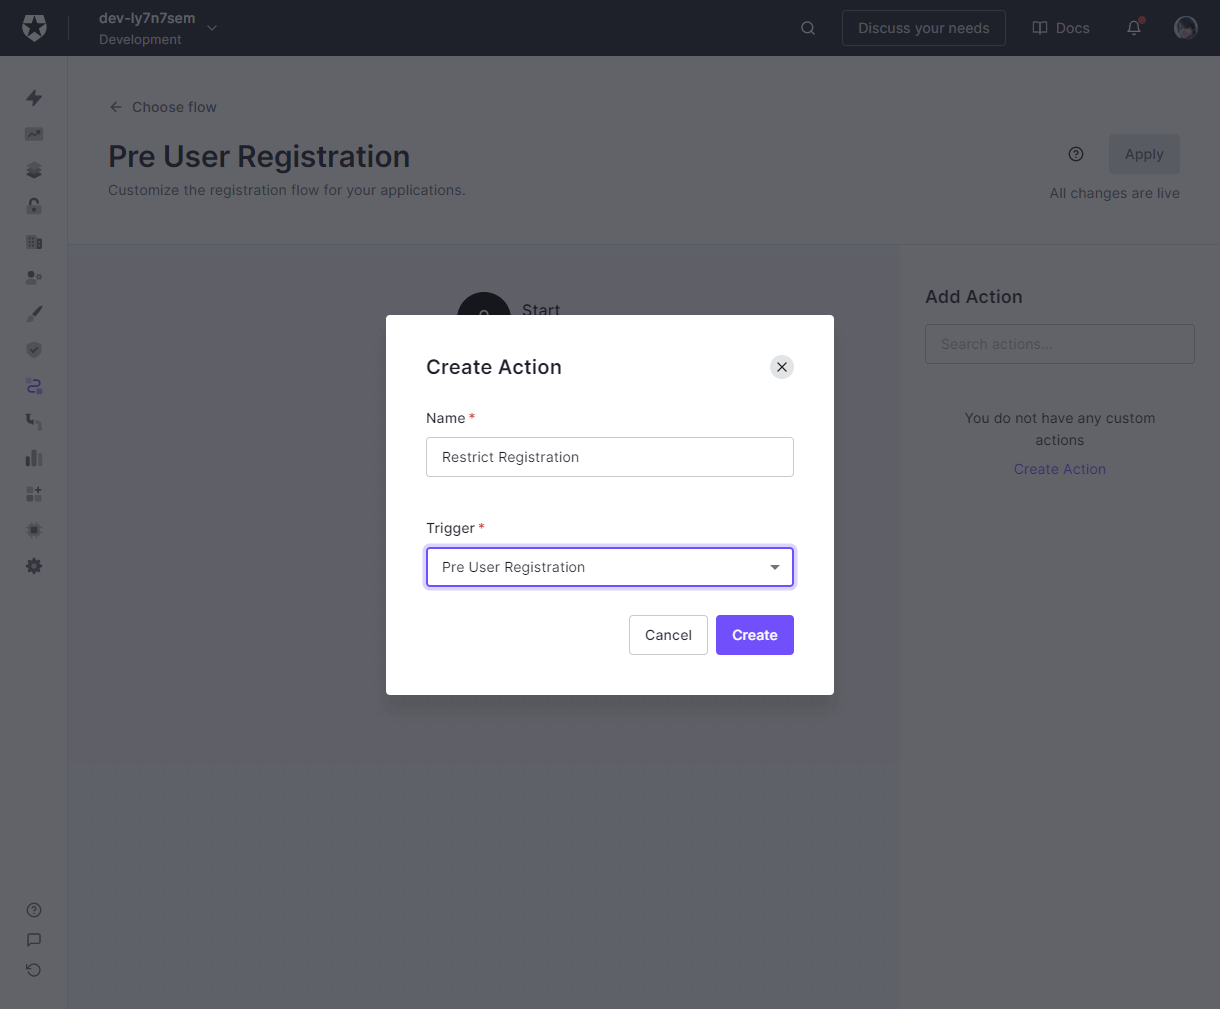 dev-ly7n7sem
Development
Discuss your needs
Docs
Choose flow
Pre User Registration
Customize the registration flow for your applications.
Apply
All changes are live
Start
Add Action
Search actions...
You do not have any custom
actions
Create Action
Create Action
Name *
Restrict Registration
Trigger *
Pre User Registration
Cancel
Create